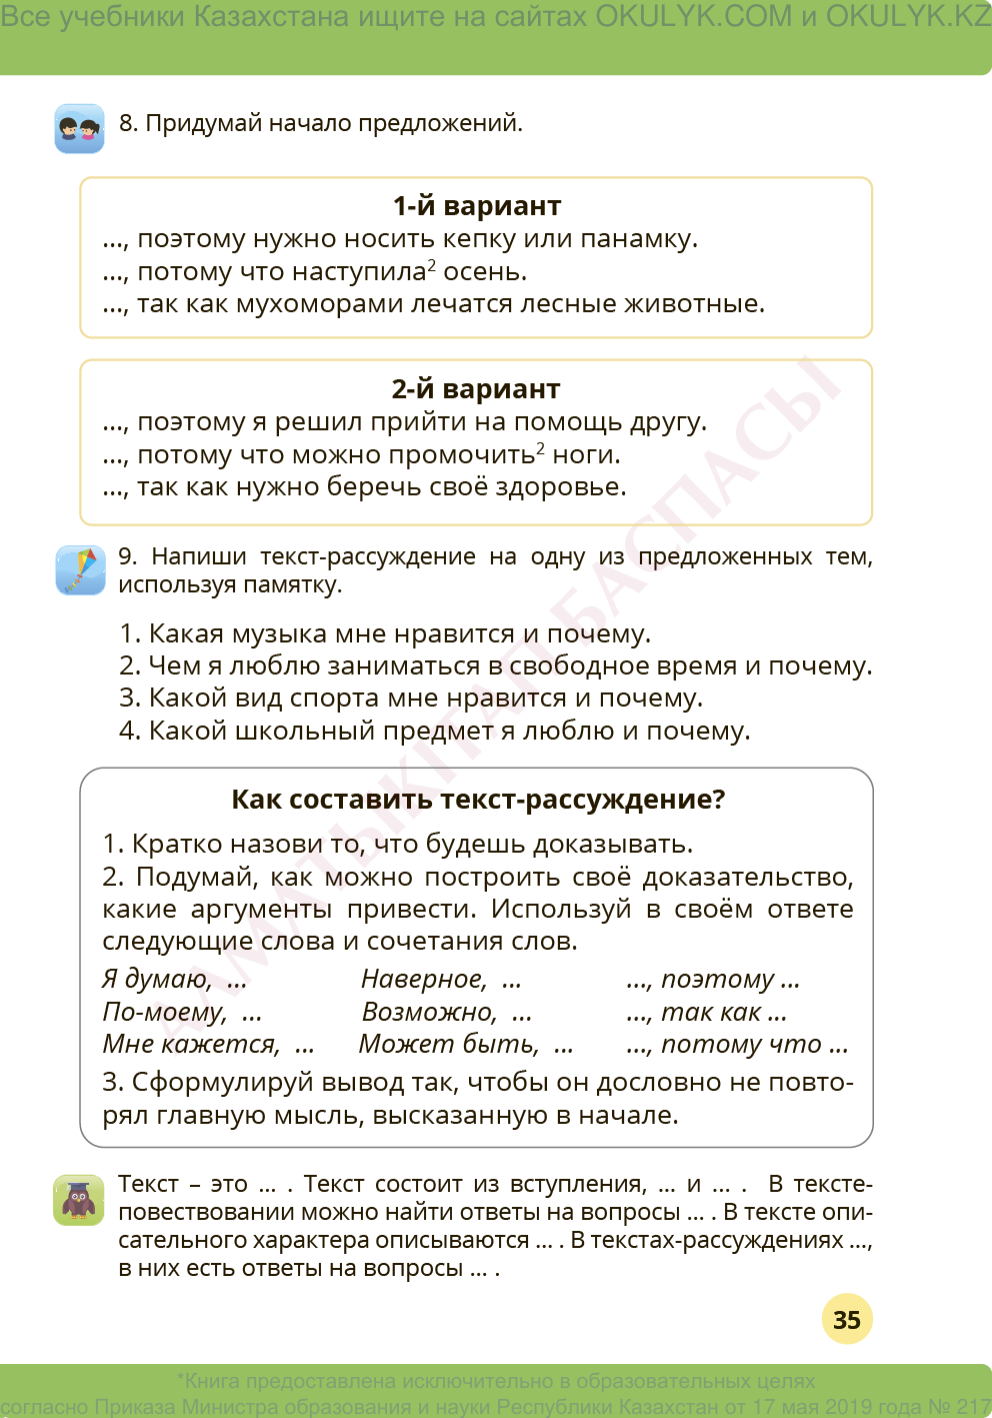 Все учебники Казахстана ищите на сайтах OKULYK.COM и OKULYK.KZ
8. Придумай начало предложений.
1-й вариант
..., поэтому нужно носить кепку или панамку.
..., потому что наступила² осень.
..., так как мухоморами лечатся лесные животные.
2-й вариант
..., поэтому я решил прийти на помощь другу.
..., потому что можно промочить² ноги.
..., так как нужно беречь своё здоровье.
9. Напиши текст-рассуждение на одну из предложенных тем,
используя памятку.
1. Какая музыка мне нравится и почему.
2. Чем я люблю заниматься в свободное время и почему.
3. Какой вид спорта мне нравится и почему.
4. Какой школьный предмет я люблю и почему.
Как составить текст-рассуждение?
1. Кратко назови то, что будешь доказывать.
2. Подумай, как можно построить своё доказательство,
какие аргументы привести. Используй в своём ответе
следующие слова и сочетания слов.
Я думаю, ... Наверное, ... ..., поэтому ...
По-моему, ... Возможно, ... ..., так как ...
Мне кажется, ... Может быть, ... ..., потому что ...
3. Сформулируй вывод так, чтобы он дословно не повто-
рял главную мысль, высказанную в начале.
Текст – это ... . Текст состоит из вступления, ... и ... . В тексте-
повествовании можно найти ответы на вопросы ... . В тексте опи-
сательного характера описываются ... . В текстах-рассуждениях ...,
в них есть ответы на вопросы ... .
35
АЛМАТЫКІТАП БАСПАСЫ
*Книга предоставлена исключительно в образовательных целях
согласно Приказа Министра образования и науки Республики Казахстан от 17 мая 2019 года № 217